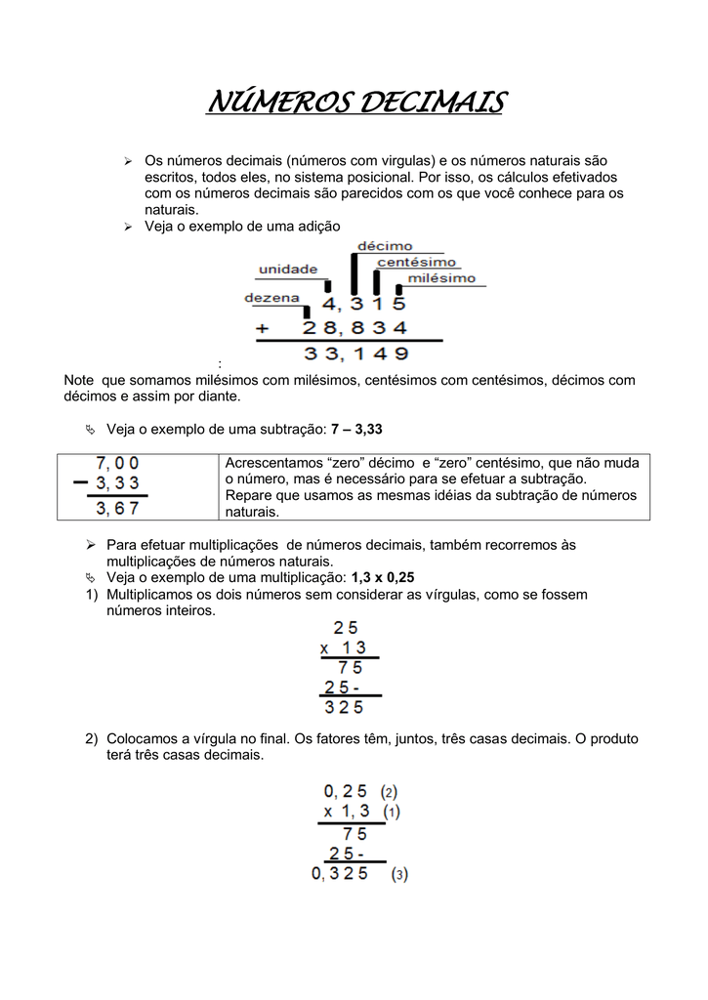 NÚMEROS DECIMAIS
➢ Os números decimais (números com virgulas) e os números naturais são
escritos, todos eles, no sistema posicional. Por isso, os cálculos efetivados
com os números decimais são parecidos com os que você conhece para os
naturais.
➢ Veja o exemplo de uma adição
décimo
centésimo
unidade
milésimo
dezena
4, 3 1 5
+ 2 8, 8 3 4
3 3, 1 4 9
:
Note que somamos milésimos com milésimos, centésimos com centésimos, décimos com
décimos e assim por diante.
Veja o exemplo de uma subtração: 7 – 3,33
7, 0 0
– 3, 3 3
3, 6 7
Acrescentamos “zero” décimo e “zero” centésimo, que não muda
o número, mas é necessário para se efetuar a subtração.
Repare que usamos as mesmas idéias da subtração de números
naturais.
➢ Para efetuar multiplicações de números decimais, também recorremos às
multiplicações de números naturais.
Veja o exemplo de uma multiplicação: 1,3 x 0,25
1) Multiplicamos os dois números sem considerar as vírgulas, como se fossem
números inteiros.
2 5
x 1 3
7 5
2 5 -
3 2 5
2) Colocamos a vírgula no final. Os fatores têm, juntos, três casas decimais. O produto
terá três casas decimais.
0, 2 5 (2)
x 1, 3 (1)
7 5
2 5 -
0, 3 2 5 (3)